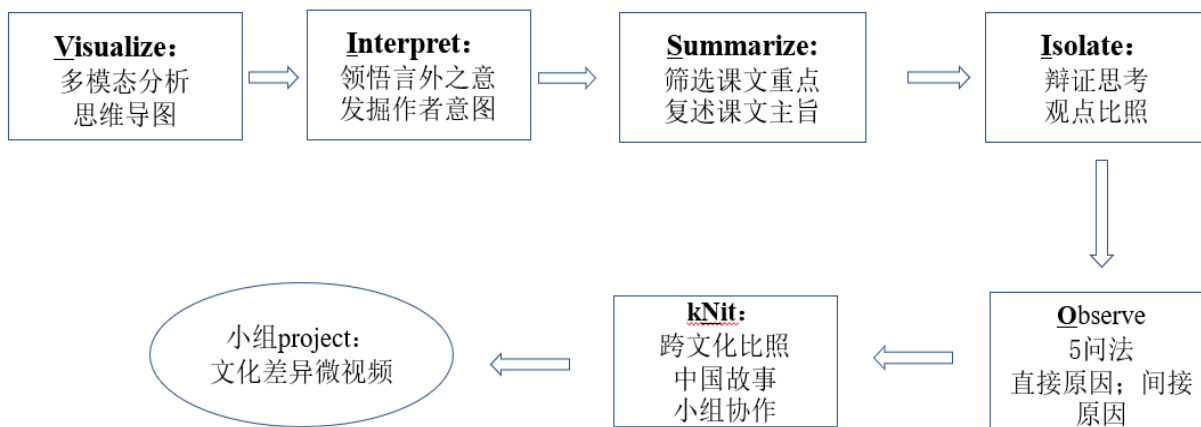 Visualize：
多模态分析
思维导图
Interpret：
领悟言外之意
发掘作者意图
Summarize:
筛选课文重点
复述课文主旨
Isolate：
辩证思考
观点比照
Observe
5问法
直接原因；间接
原因
kNit：
跨文化比照
中国故事
小组协作
小组project：
文化差异微视频